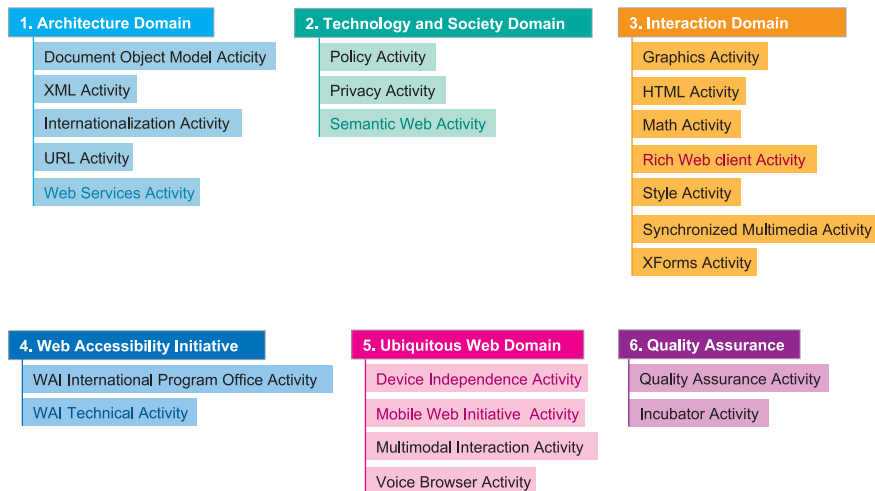 1. Architecture Domain
Document Object Model Acticity
XML Activity
Internationalization Activity
URL Activity
Web Services Activity
2. Technology and Society Domain
Policy Activity
Privacy Activity
Semantic Web Activity
3. Interaction Domain
Graphics Activity
HTML Activity
Math Activity
Rich Web client Activity
Style Activity
Synchronized Multimedia Activity
XForms Activity
4. Web Accessibility Initiative
WAI International Program Office Activity
WAI Technical Activity
5. Ubiquitous Web Domain
Device Independence Activity
Mobile Web Initiative Activity
Multimodal Interaction Activity
Voice Browser Activity
6. Quality Assurance
Quality Assurance Activity
Incubator Activity